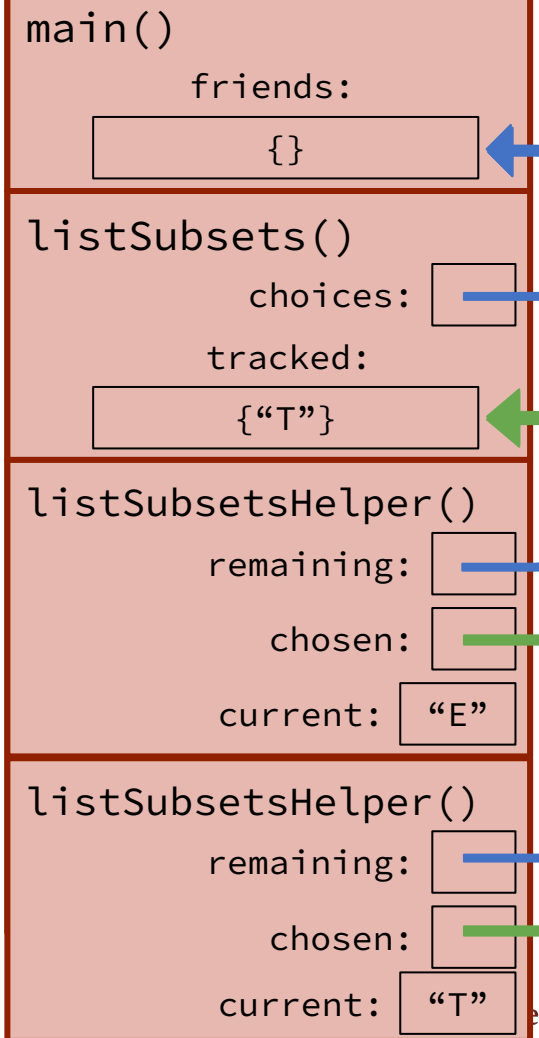 main()
friends:
{}
listSubsets()
choices:
tracked:
{“T”}
listSubsetsHelper()
remaining:
chosen:
current: “E”
listSubsetsHelper()
remaining:
chosen:
current: “T”